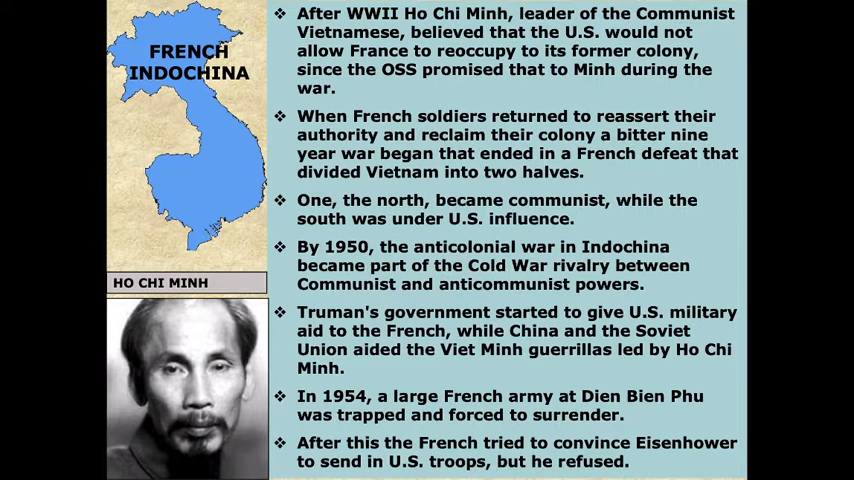 FRENCH
INDOCHINA
HO CHI MINH
❖ After WWII Ho Chi Minh, leader of the Communist
Vietnamese, believed that the U.S. would not
allow France to reoccupy to its former colony,
since the OSS promised that to Minh during the
war.
❖ When French soldiers returned to reassert their
authority and reclaim their colony a bitter nine
year war began that ended in a French defeat that
divided Vietnam into two halves.
❖ One, the north, became communist, while the
south was under U.S. influence.
❖ By 1950, the anticolonial war in Indochina
became part of the Cold War rivalry between
Communist and anticommunist powers.
❖ Truman's government started to give U.S. military
aid to the French, while China and the Soviet
Union aided the Viet Minh guerrillas led by Ho Chi
Minh.
❖ In 1954, a large French army at Dien Bien Phu
was trapped and forced to surrender.
❖ After this the French tried to convince Eisenhower
to send in U.S. troops, but he refused.